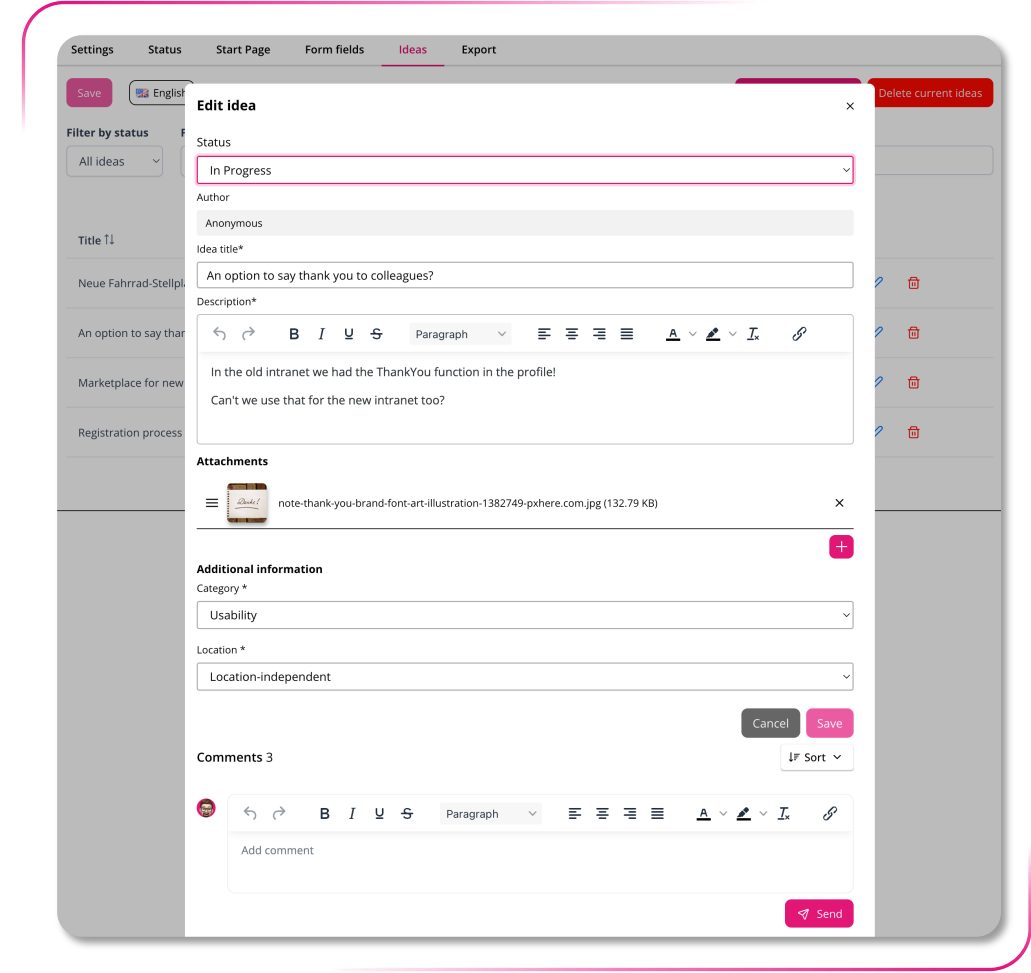 Settings Status Start Page Form fields Ideas Export
Save English Delete current ideas
Edit idea
Filter by status
Status
All ideas
In Progress
Author
Anonymous
Title
Idea title*
An option to say thank you to colleagues?
Neue Fahrrad-Stellpl
Description*
B I U S Paragraph A
An option to say than
In the old intranet we had the ThankYou function in the profile!
Marketplace for new
Can't we use that for the new intranet too?
Registration process
Attachments
Danke!
note-thank-you-brand-font-art-illustration-1382749-pxhere.com.jpg (132.79 KB)
Additional information
Category *
Usability
Location *
Location-independent
Cancel Save
Comments 3 Sort
B I U S Paragraph A
Add comment
Send